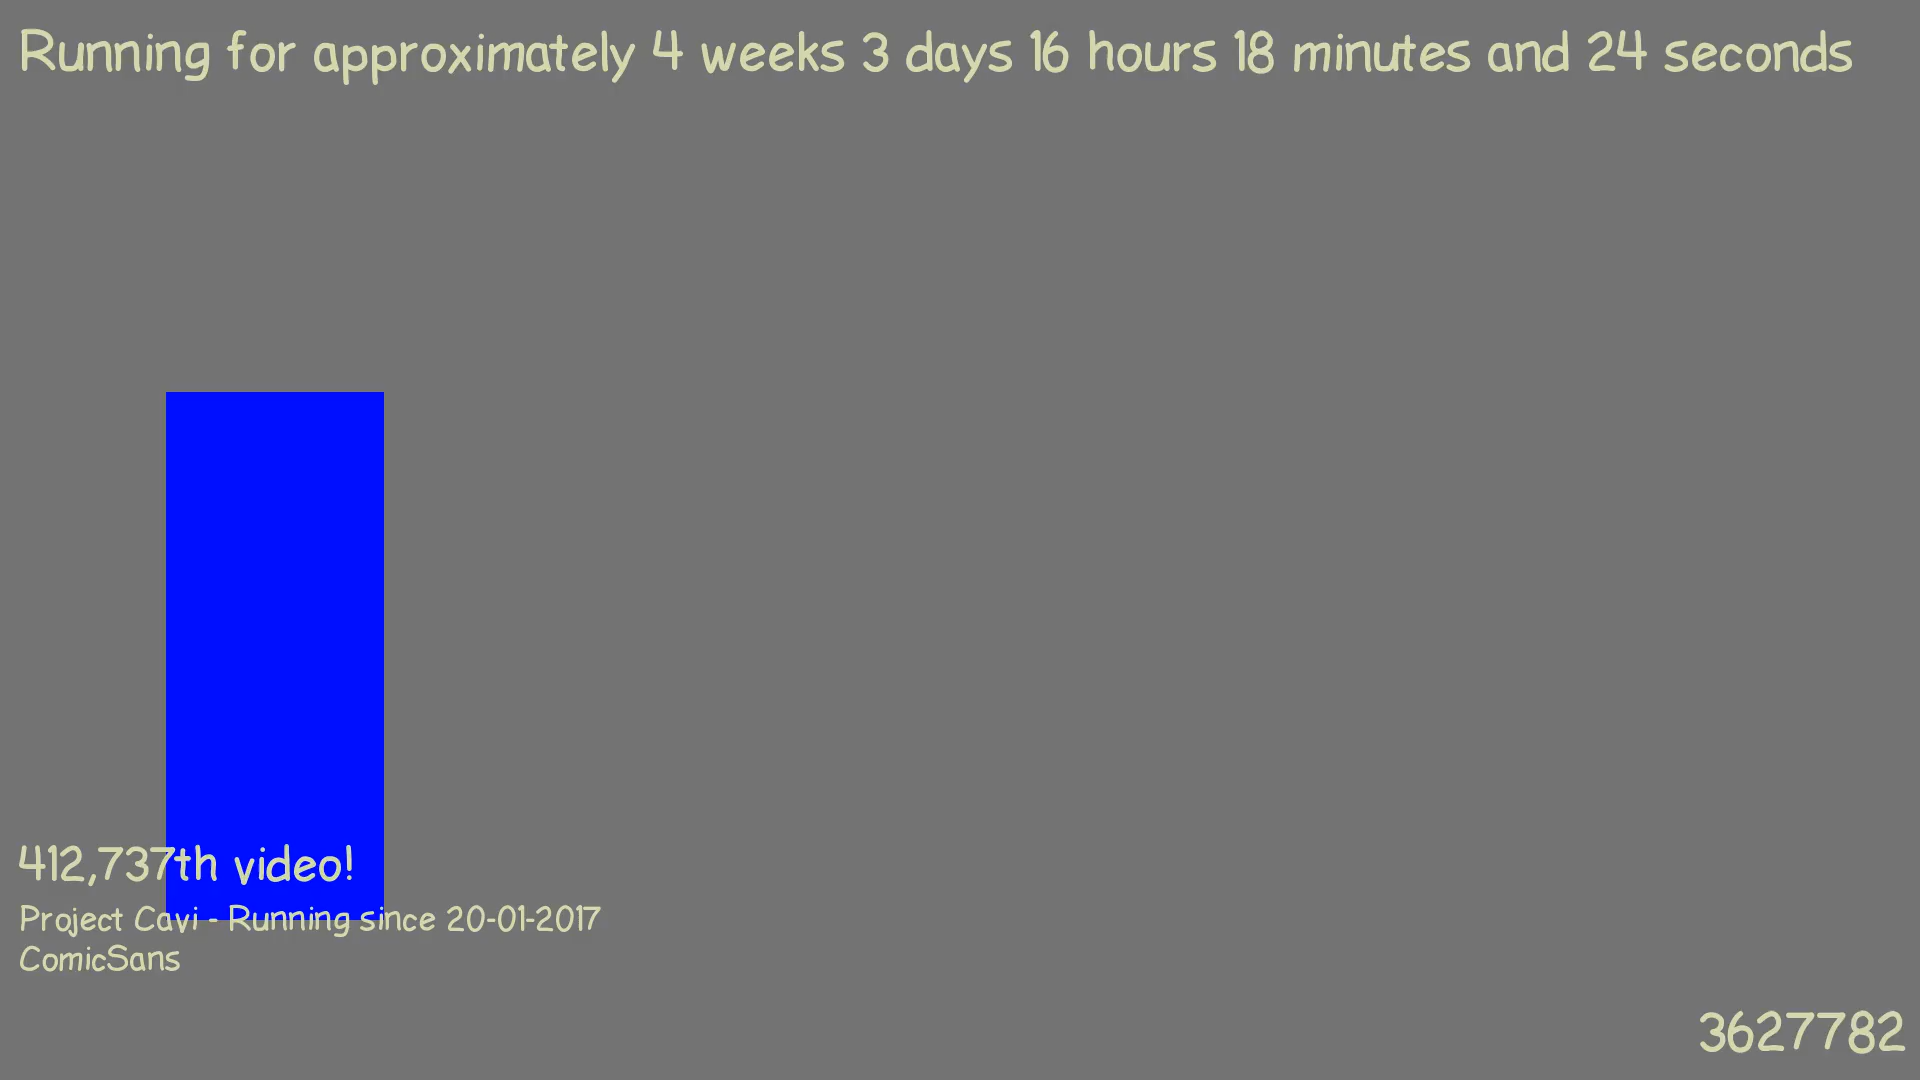 Running for approximately 4 weeks 3 days 16 hours 18 minutes and 24 seconds
412,737th video!
Project Cavi - Running since 20-01-2017
ComicSans
3627782